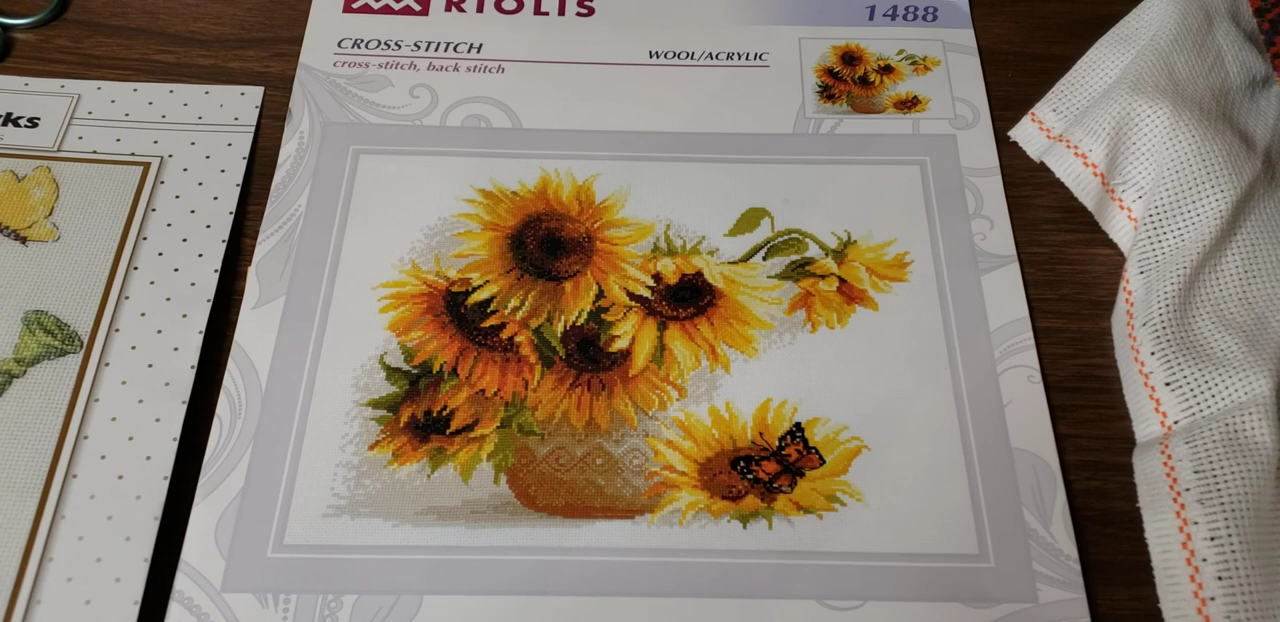 RIOLIS
1488
CROSS-STITCH
cross-stitch, back stitch
WOOL/ACRYLIC